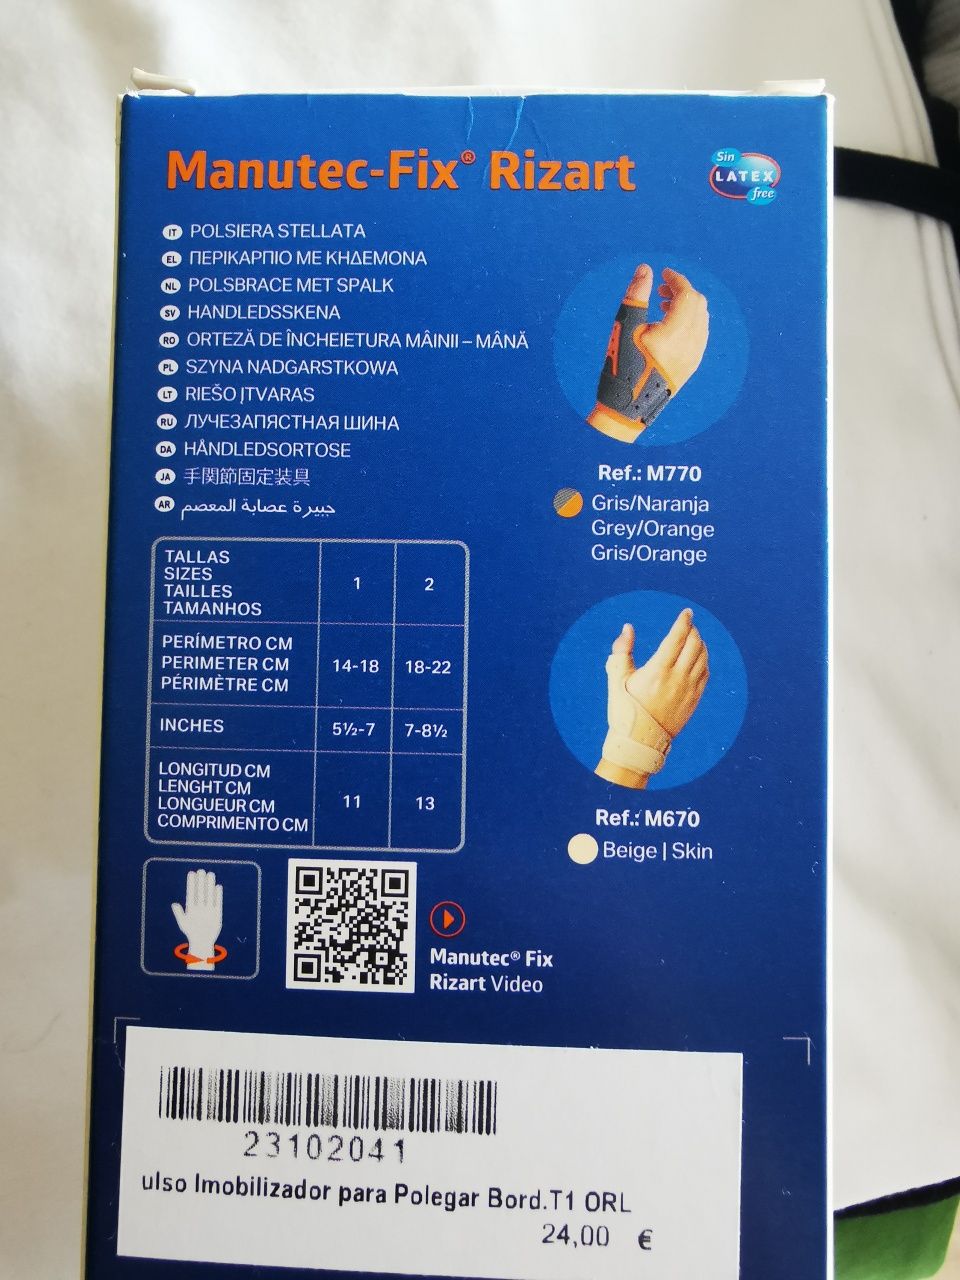 Manutec-Fix® Rizart
Sin
LATEX
free
IT POLSIERA STELLATA
EL ΠΕΡΙΚΑΡΠΙΟ ΜΕ ΚΗΔΕΜΟΝΑ
NL POLSBRACE MET SPALK
SV HANDLEDSSKENA
RO ORTEZĂ DE ÎNCHEIETURA MÂINII – MÂNĂ
PL SZYNA NADGARSTKOWA
LT RIEŠO ĮTVARAS
RU ЛУЧЕЗАПЯСТНАЯ ШИНА
DA HÅNDLEDSORTOSE
JA 手関節固定装具
AR جبيرة عصابة المعصم
Ref.: M770
Gris/Naranja
Grey/Orange
Gris/Orange
TALLAS
SIZES
TAILLES
TAMANHOS
1 2
PERÍMETRO CM
PERIMETER CM
PÉRIMÈTRE CM
14-18 18-22
INCHES 5½-7 7-8½
LONGITUD CM
LENGHT CM
LONGUEUR CM
COMPRIMENTO CM
11 13
Ref.: M670
Beige | Skin
Manutec® Fix
Rizart Video
23102041
ulso Imobilizador para Polegar Bord.T1 ORL
24,00 €